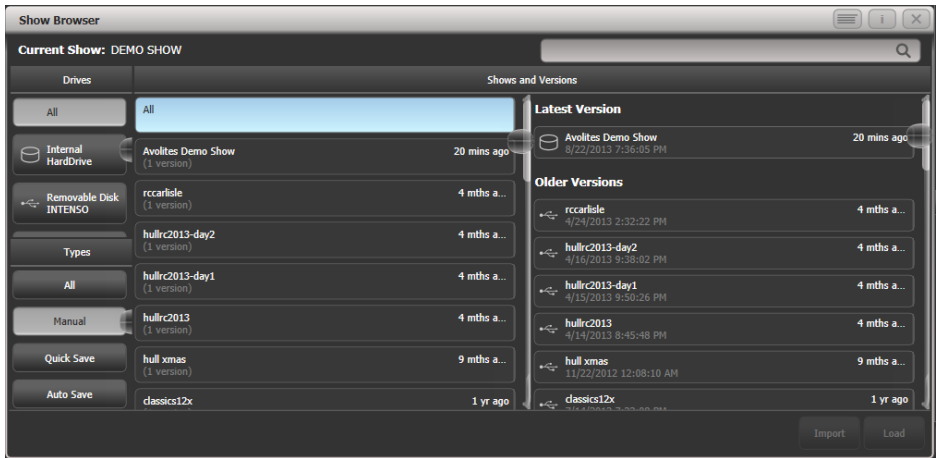 Show Browser
Current Show: DEMO SHOW
Drives
Shows and Versions
All
Internal
HardDrive
Removable Disk
INTENSO
Types
All
Manual
Quick Save
Auto Save
All
Avolites Demo Show 20 mins ago
(1 version)
rccarlisle 4 mths a...
(1 version)
hullrc2013-day2 4 mths a...
(1 version)
hullrc2013-day1 4 mths a...
(1 version)
hullrc2013 4 mths a...
(1 version)
hull xmas 9 mths a...
(1 version)
classics12x 1 yr ago
Latest Version
Avolites Demo Show 20 mins ago
8/22/2013 7:36:05 PM
Older Versions
rccarlisle 4 mths a...
4/24/2013 2:32:22 PM
hullrc2013-day2 4 mths a...
4/16/2013 9:38:02 PM
hullrc2013-day1 4 mths a...
4/15/2013 9:50:26 PM
hullrc2013 4 mths a...
4/14/2013 8:45:48 PM
hull xmas 9 mths a...
11/22/2012 12:08:10 AM
classics12x 1 yr ago
Import Load